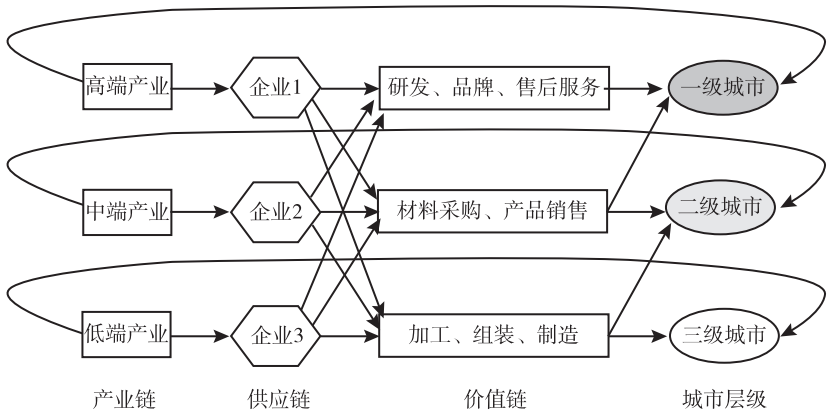 高端产业 企业1 研发、品牌、售后服务 一级城市
中端产业 企业2 材料采购、产品销售 二级城市
低端产业 企业3 加工、组装、制造 三级城市
产业链 供应链 价值链 城市层级